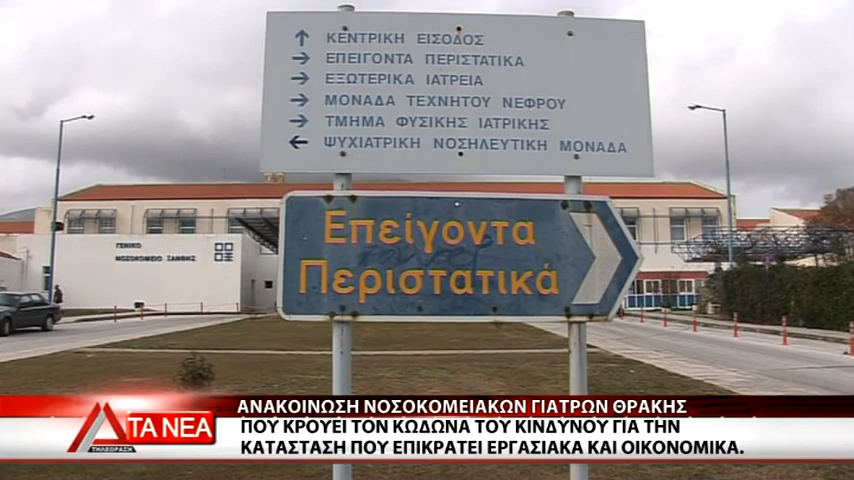 ΚΕΝΤΡΙΚΗ ΕΙΣΟΔΟΣ
ΕΠΕΙΓΟΝΤΑ ΠΕΡΙΣΤΑΤΙΚΑ
ΕΞΩΤΕΡΙΚΑ ΙΑΤΡΕΙΑ
ΜΟΝΑΔΑ ΤΕΧΝΗΤΟΥ ΝΕΦΡΟΥ
ΤΜΗΜΑ ΦΥΣΙΚΗΣ ΙΑΤΡΙΚΗΣ
ΨΥΧΙΑΤΡΙΚΗ ΝΟΣΗΛΕΥΤΙΚΗ ΜΟΝΑΔΑ
Επείγοντα
Περιστατικά
ΓΕΝΙΚΟ
ΝΟΣΟΚΟΜΕΙΟ ΞΑΝΘΗΣ
ΤΑ ΝΕΑ
ΤΗΛΕΟΡΑΣΗ
ΑΝΑΚΟΙΝΩΣΗ ΝΟΣΟΚΟΜΕΙΑΚΩΝ ΓΙΑΤΡΩΝ ΘΡΑΚΗΣ
ΠΟΥ ΚΡΟΥΕΙ ΤΟΝ ΚΩΔΩΝΑ ΤΟΥ ΚΙΝΔΥΝΟΥ ΓΙΑ ΤΗΝ
ΚΑΤΑΣΤΑΣΗ ΠΟΥ ΕΠΙΚΡΑΤΕΙ ΕΡΓΑΣΙΑΚΑ ΚΑΙ ΟΙΚΟΝΟΜΙΚΑ.